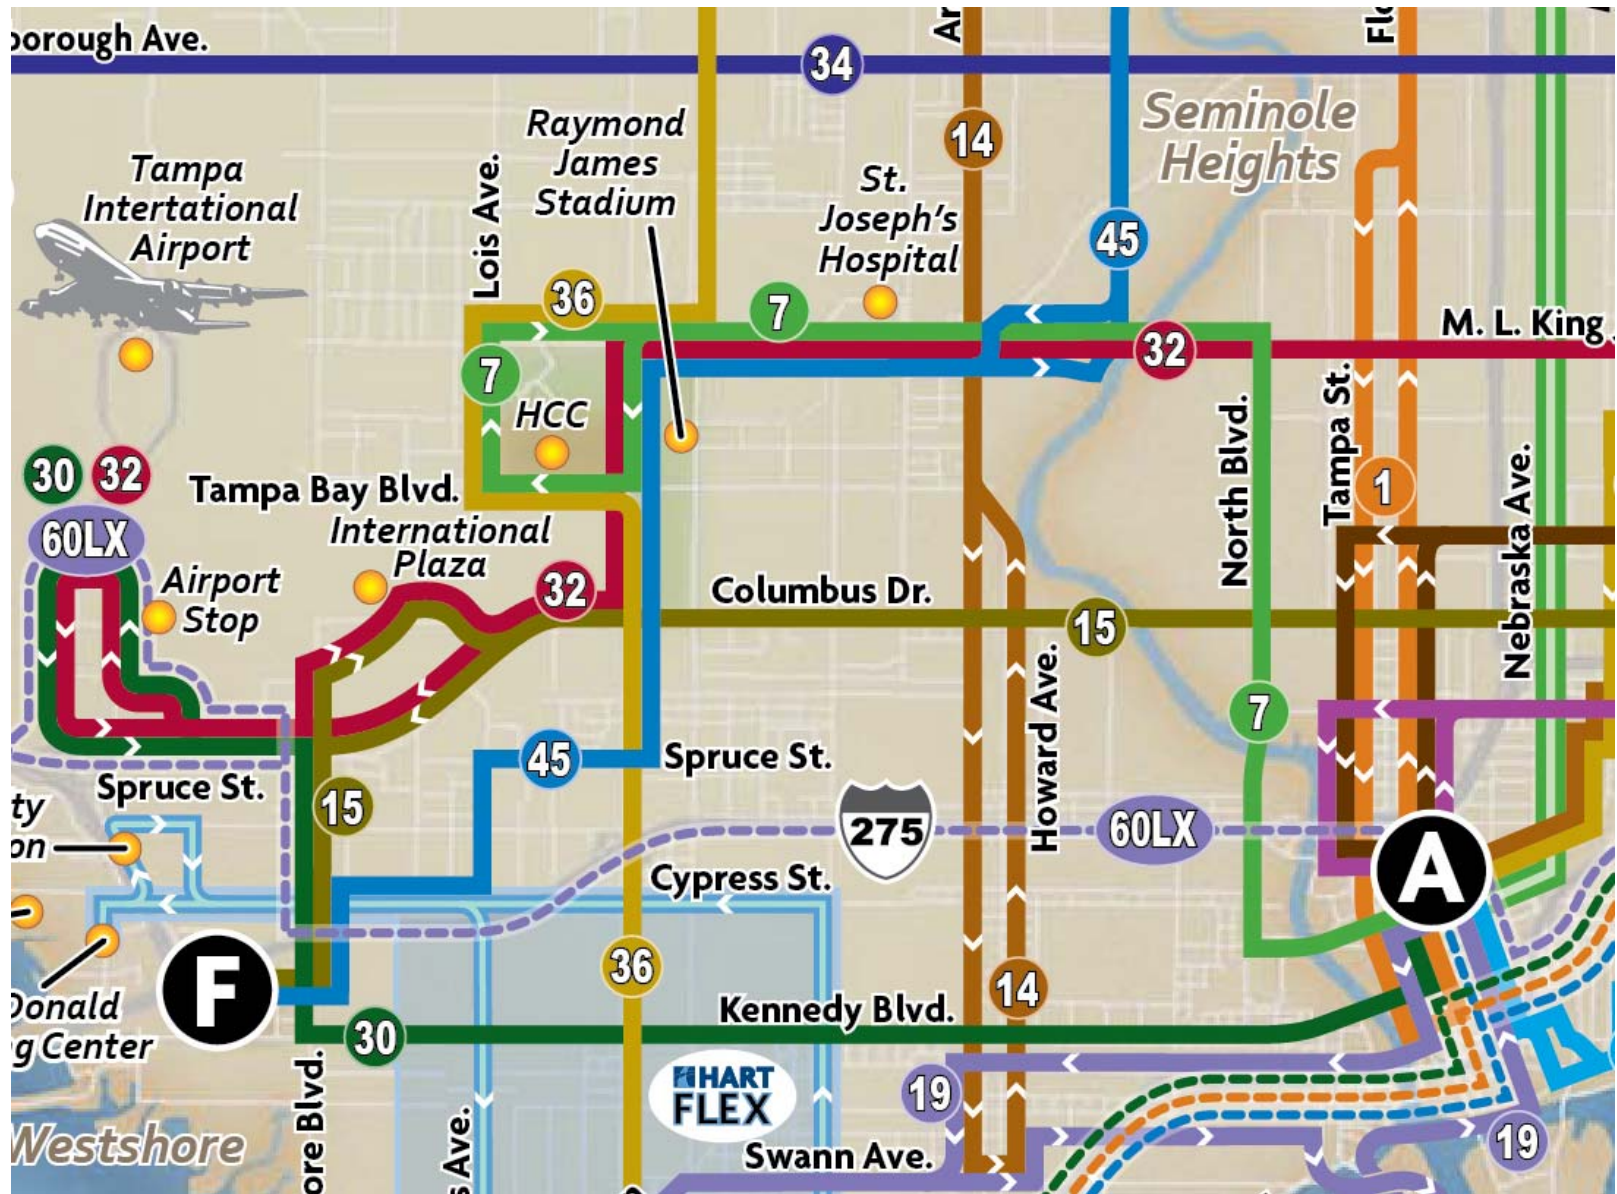 orough Ave.
34
Ar
Flo
14
Seminole
Heights
Raymond
James
Stadium
Tampa
Intertational
Airport
Lois Ave.
St.
Joseph's
Hospital
45
36
7
M. L. King
32
7
HCC
Tampa St.
North Blvd.
30
32
60LX
Tampa Bay Blvd.
International
Plaza
1
Nebraska Ave.
Airport
Stop
32
Columbus Dr.
15
Howard Ave.
7
45
Spruce St.
Spruce St.
15
ty
on
275
60LX
A
Cypress St.
F
36
14
Donald
g Center
Kennedy Blvd.
30
ore Blvd.
HART
FLEX
19
Westshore
s Ave.
Swann Ave.
19